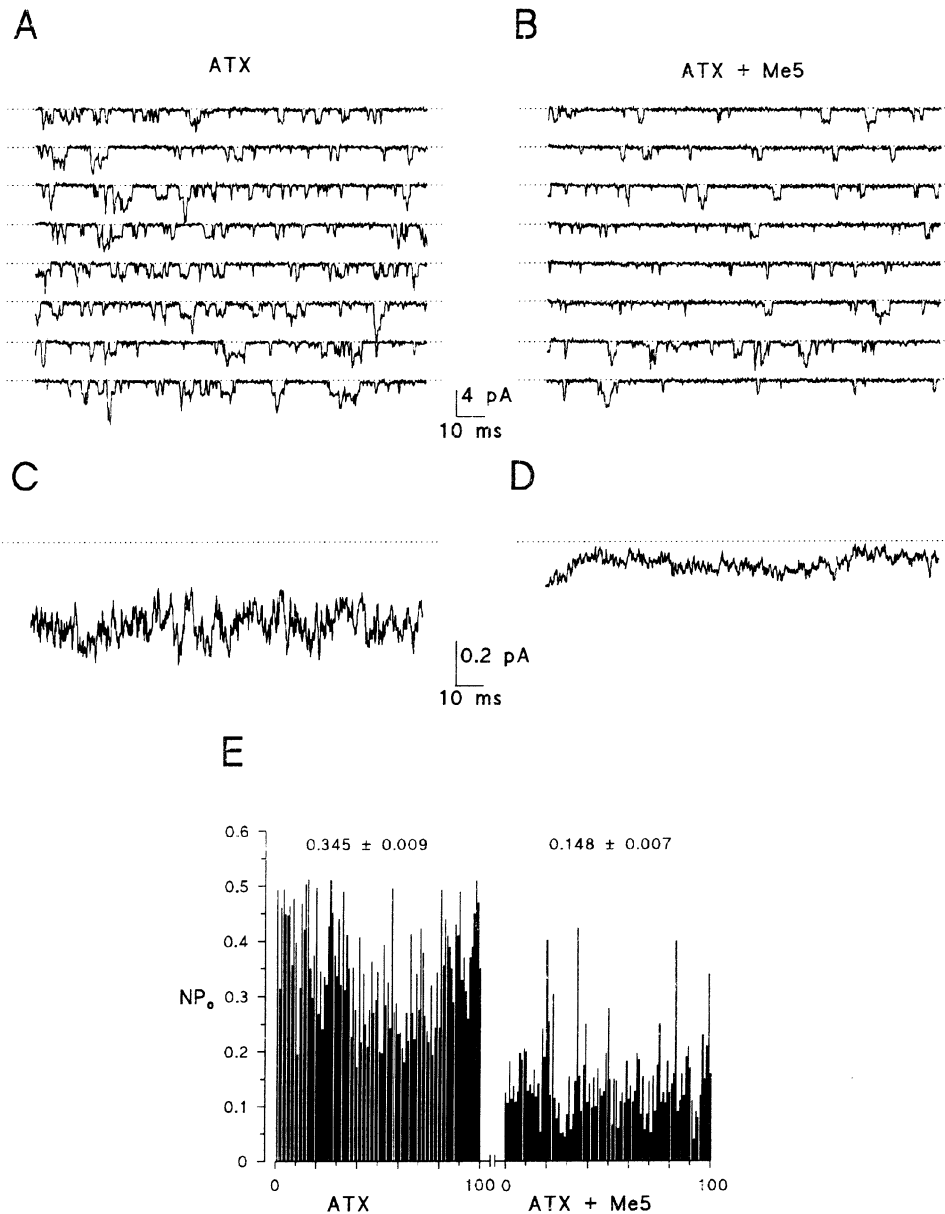 A
B
ATX
ATX + Me5
4 pA
10 ms
C
D
0.2 pA
10 ms
E
0.6
0.5
0.4
0.3
0.2
0.1
0
NPₒ
0.345 ± 0.009
0.148 ± 0.007
0
100
0
100
ATX
ATX + Me5